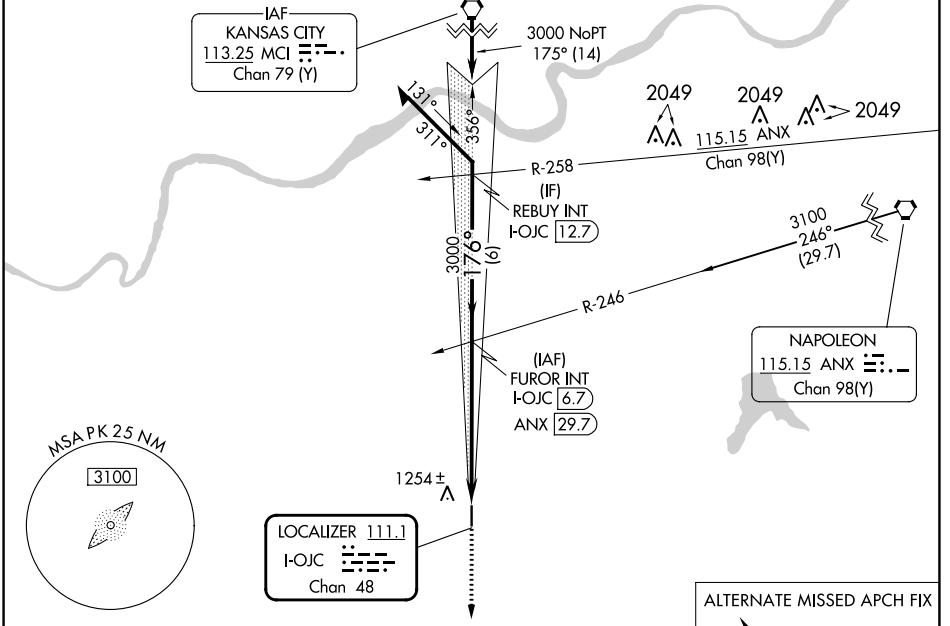 IAF
KANSAS CITY
113.25 MCI
Chan 79 (Y)
3000 NoPT
175° (14)
131°
311°
356°
2049
2049
2049
115.15 ANX
Chan 98(Y)
R-258
(IF)
REBUY INT
I-OJC 12.7
3000
176°
(6)
3100
246°
(29.7)
R-246
(IAF)
FUROR INT
I-OJC 6.7
ANX 29.7
NAPOLEON
115.15 ANX
Chan 98(Y)
MSA PK 25 NM
3100
1254 ±
LOCALIZER 111.1
I-OJC
Chan 48
ALTERNATE MISSED APCH FIX